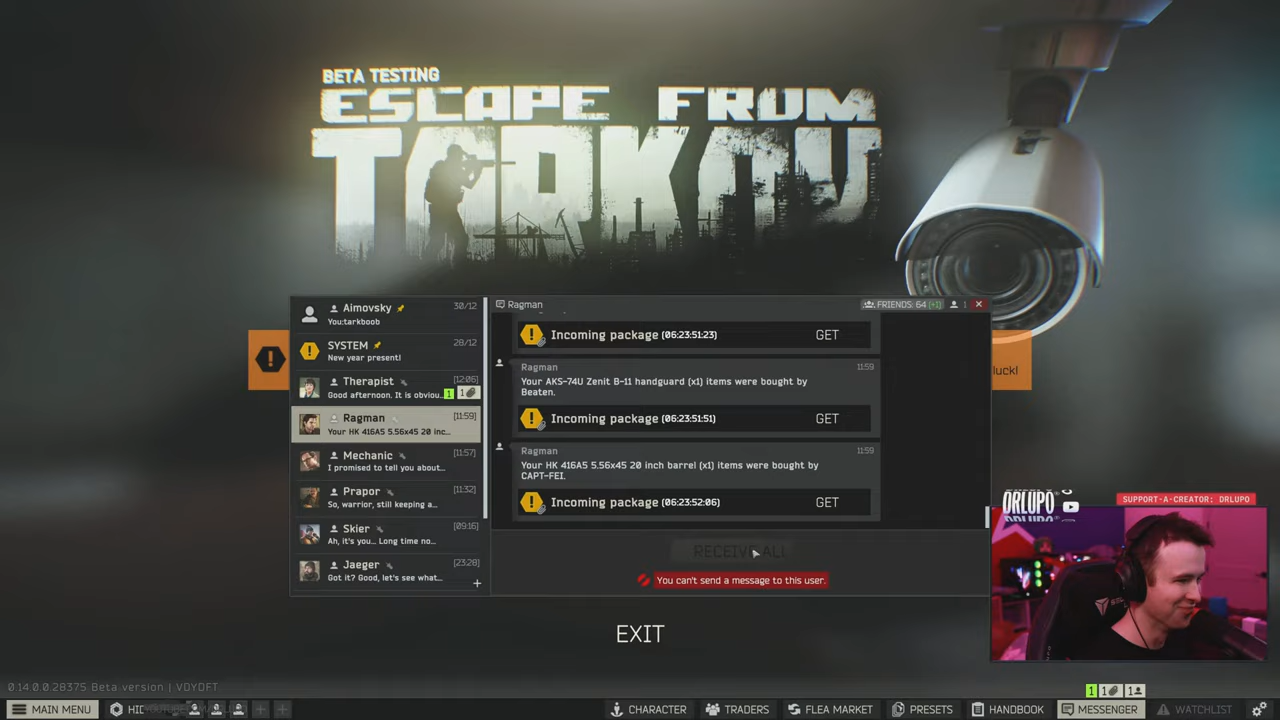 BETA TESTING
ESCAPE FROM
TARKOV
Aimovsky
30/12
You:tarkboob
SYSTEM
28/12
New year present!
Therapist
[12:06]
Good afternoon. It is obviou...
1
1
Ragman
[11:59]
Your HK 416A5 5.56x45 20 inc...
Mechanic
[11:57]
I promised to tell you about...
Prapor
[11:32]
So, warrior, still keeping a...
Skier
[09:16]
Ah, it's you... Long time no...
Jaeger
[23:28]
Got it? Good, let's see what...
+
Ragman
FRIENDS: 64 (+1)
1
Incoming package (06:23:51:23)
GET
Ragman
11:59
Your AKS-74U Zenit B-11 handguard (x1) items were bought by
Beaten.
Incoming package (06:23:51:51)
GET
Ragman
11:59
Your HK 416A5 5.56x45 20 inch barrel (x1) items were bought by
CAPT-FEI.
Incoming package (06:23:52:06)
GET
RECEIVE ALL
You can't send a message to this user.
luck!
EXIT
SUPPORT-A-CREATOR: DRLUPO
DRLUPO
0.14.0.0.28375 Beta version | VDYDFT
1
1
1
MAIN MENU
CHARACTER
TRADERS
FLEA MARKET
PRESETS
HANDBOOK
MESSENGER
WATCHLIST